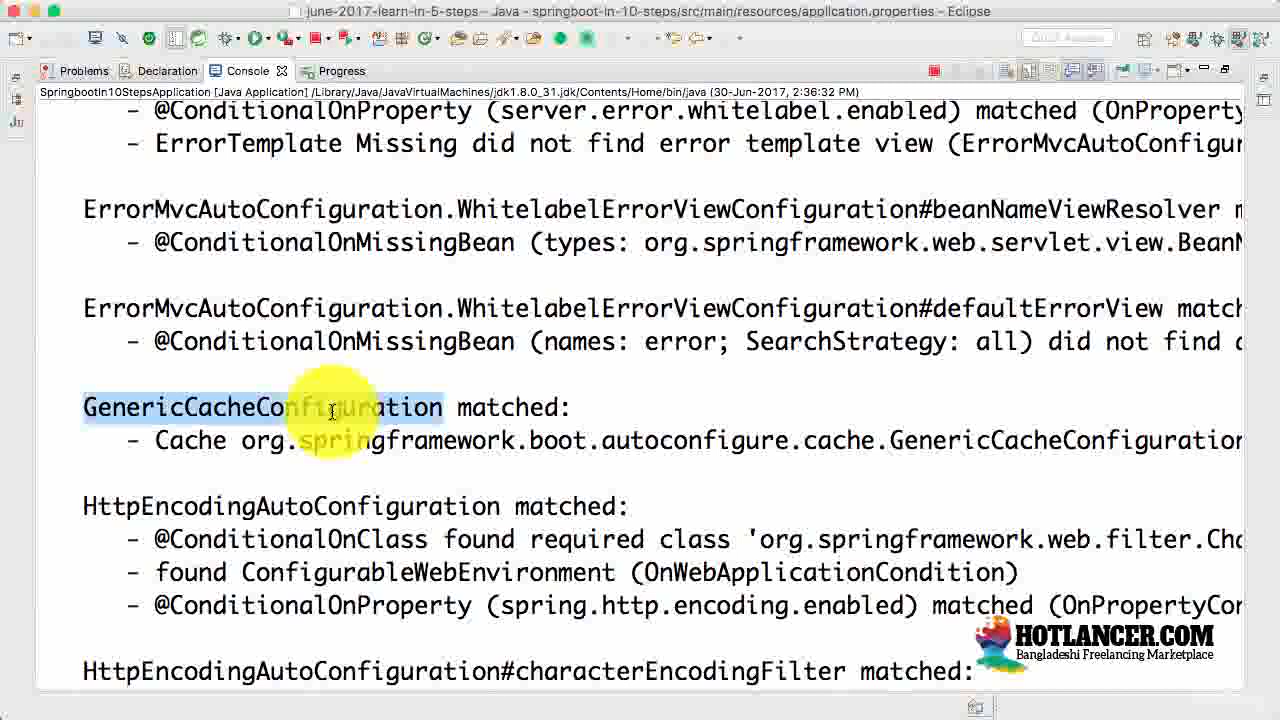 june-2017-learn-in-5-steps – Java - springboot-in-10-steps/src/main/resources/application.properties - Eclipse
Quick Access
Problems Declaration Console Progress
SpringbootIn10StepsApplication [Java Application] /Library/Java/JavaVirtualMachines/jdk1.8.0_31.jdk/Contents/Home/bin/java (30-Jun-2017, 2:36:32 PM)
- @ConditionalOnProperty (server.error.whitelabel.enabled) matched (OnProperty
- ErrorTemplate Missing did not find error template view (ErrorMvcAutoConfigur
ErrorMvcAutoConfiguration.WhitelabelErrorViewConfiguration#beanNameViewResolver m
- @ConditionalOnMissingBean (types: org.springframework.web.servlet.view.BeanN
ErrorMvcAutoConfiguration.WhitelabelErrorViewConfiguration#defaultErrorView match
- @ConditionalOnMissingBean (names: error; SearchStrategy: all) did not find a
GenericCacheConfiguration matched:
- Cache org.springframework.boot.autoconfigure.cache.GenericCacheConfiguration
HttpEncodingAutoConfiguration matched:
- @ConditionalOnClass found required class 'org.springframework.web.filter.Cha
- found ConfigurableWebEnvironment (OnWebApplicationCondition)
- @ConditionalOnProperty (spring.http.encoding.enabled) matched (OnPropertyCon
HttpEncodingAutoConfiguration#characterEncodingFilter matched:
HOTLANCER.COM
Bangladeshi Freelancing Marketplace